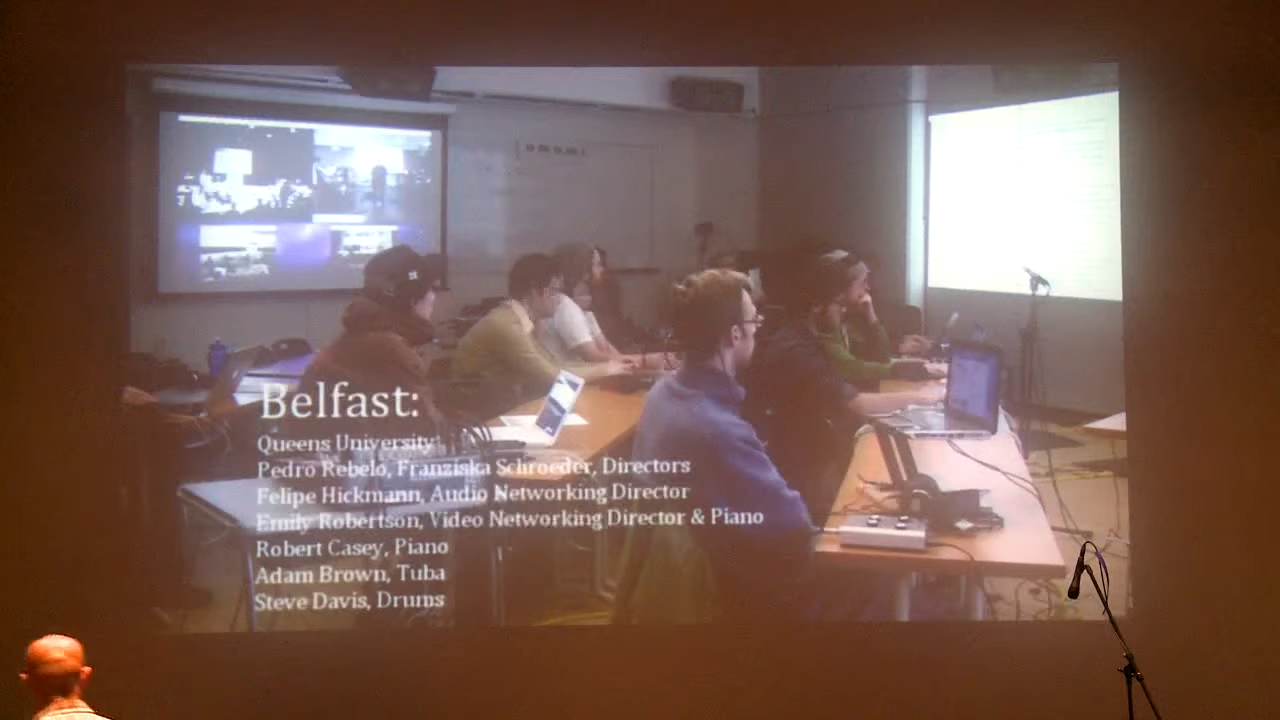 Belfast:
Queens University
Pedro Rebelo, Franziska Schroeder, Directors
Felipe Hickmann, Audio Networking Director
Emily Robertson, Video Networking Director & Piano
Robert Casey, Piano
Adam Brown, Tuba
Steve Davis, Drums